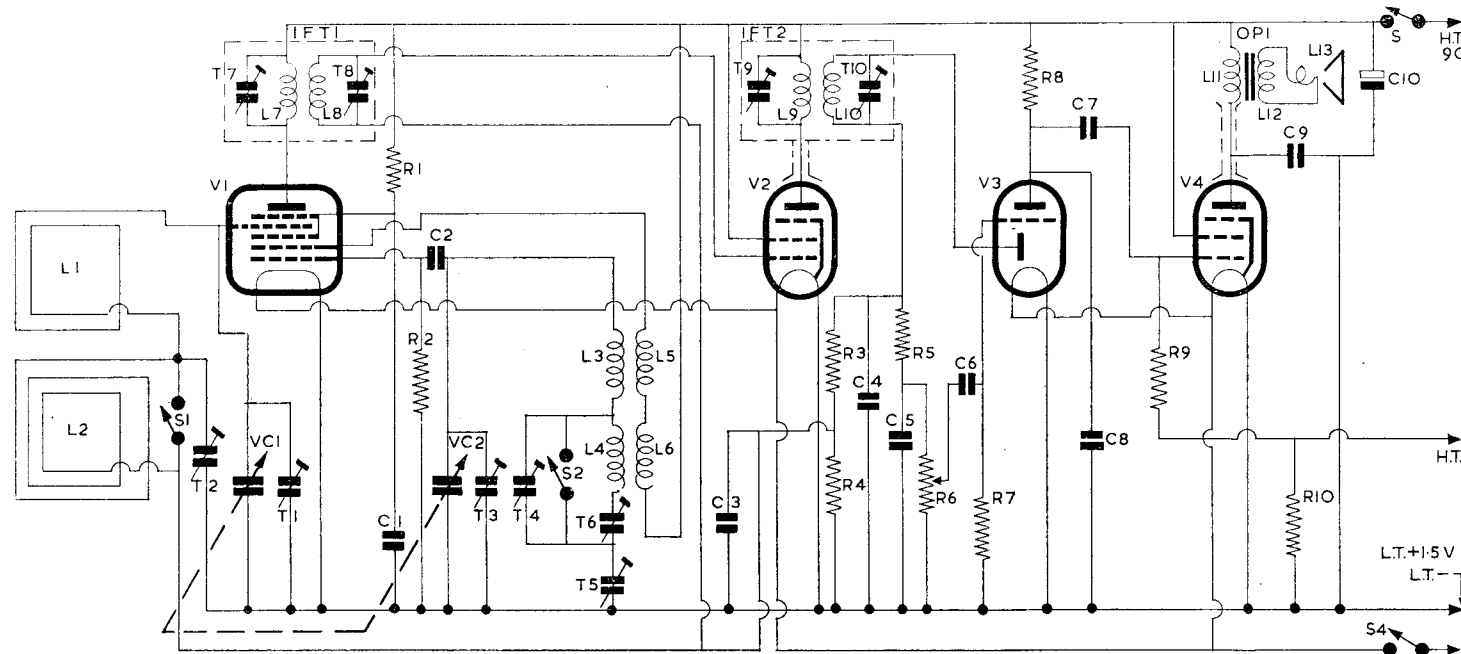 IFT1
IFT2
OP1
S
H.T.
90
T7
L7
L8
T8
T9
L9
L10
T10
R8
C7
L11
L12
L13
C10
C9
R1
V1
V2
V3
V4
C2
L1
L2
S1
T2
VC1
T1
R2
C1
VC2
T3
T4
S2
L3
L5
L4
L6
T6
T5
C3
R3
R4
C4
R5
C5
R6
C6
R7
C8
R9
R10
H.T.
L.T.+1·5 V
L.T.–
S4